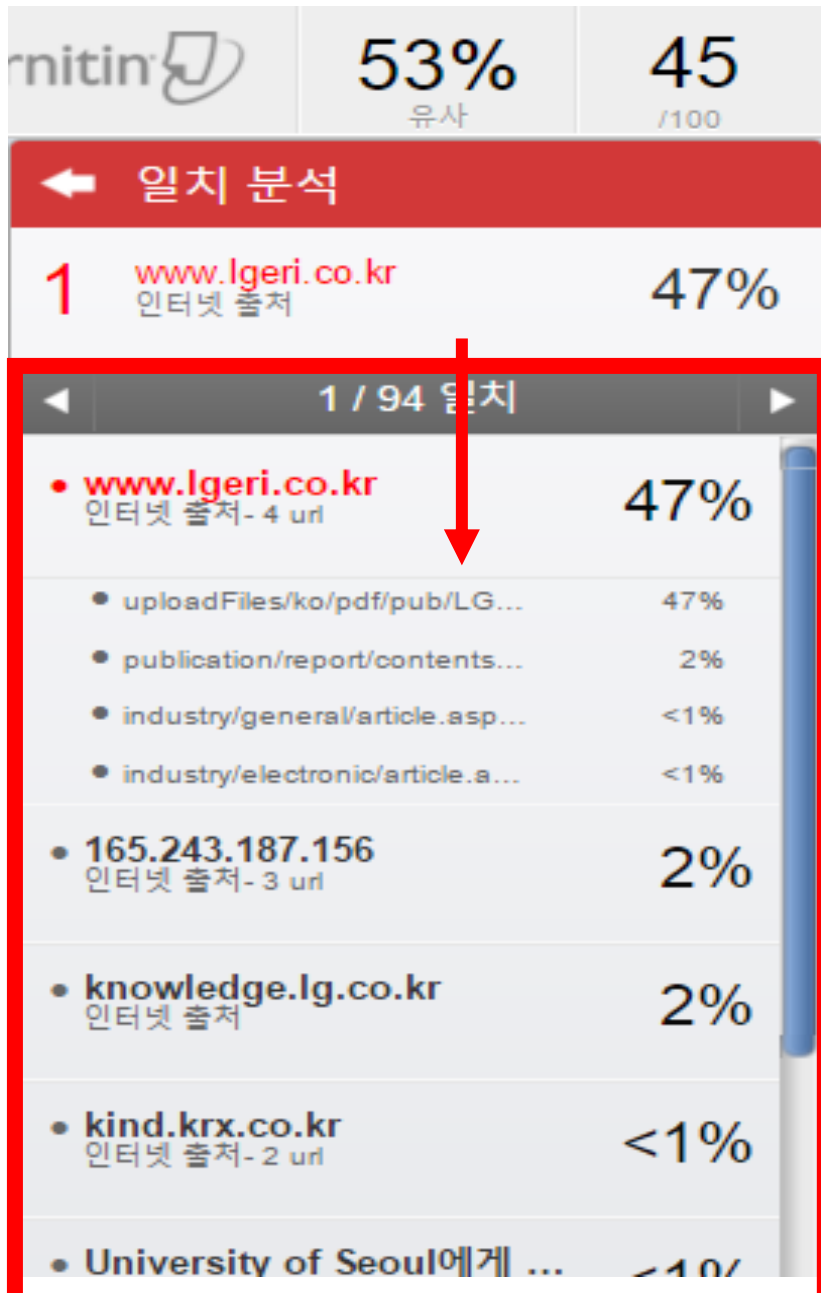 rnitin
53%
45
유사
/100
일치 분석
1
www.lgeri.co.kr
47%
인터넷 출처
1 / 94 일치
www.lgeri.co.kr
47%
인터넷 출처- 4 url
uploadFiles/ko/pdf/pub/LG...
47%
publication/report/contents...
2%
industry/general/article.asp...
<1%
industry/electronic/article.a...
<1%
165.243.187.156
2%
인터넷 출처- 3 url
knowledge.lg.co.kr
2%
인터넷 출처
kind.krx.co.kr
<1%
인터넷 출처- 2 url
University of Seoul에게 ...
<1%